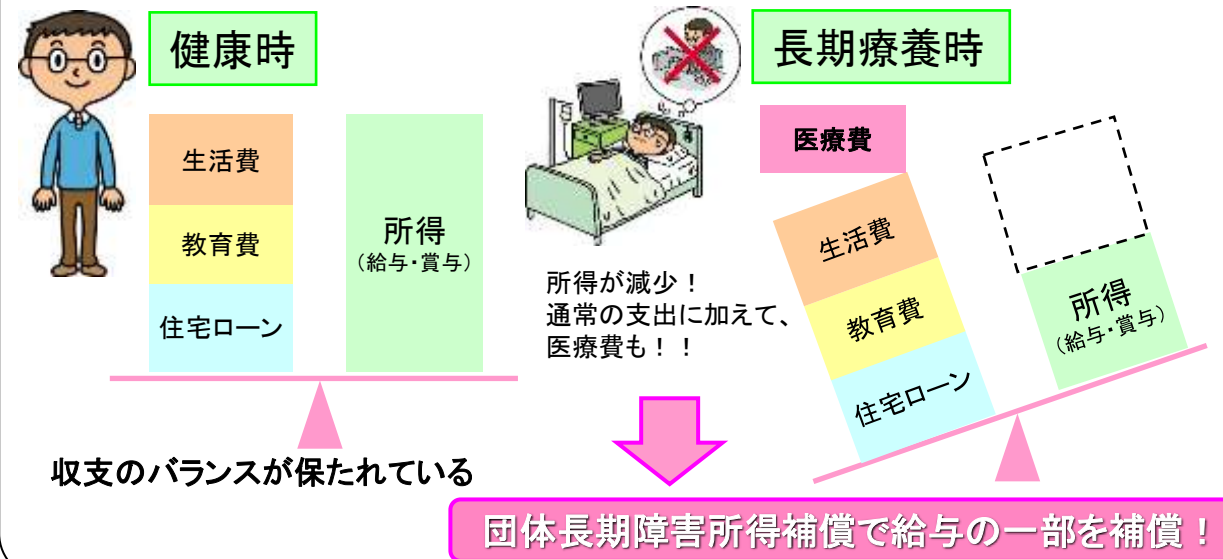 健康時
生活費
教育費
住宅ローン
所得
（給与・賞与）
収支のバランスが保たれている
長期療養時
所得が減少！
通常の支出に加えて、
医療費も！！
医療費
生活費
教育費
住宅ローン
所得
（給与・賞与）
団体長期障害所得補償で給与の一部を補償！